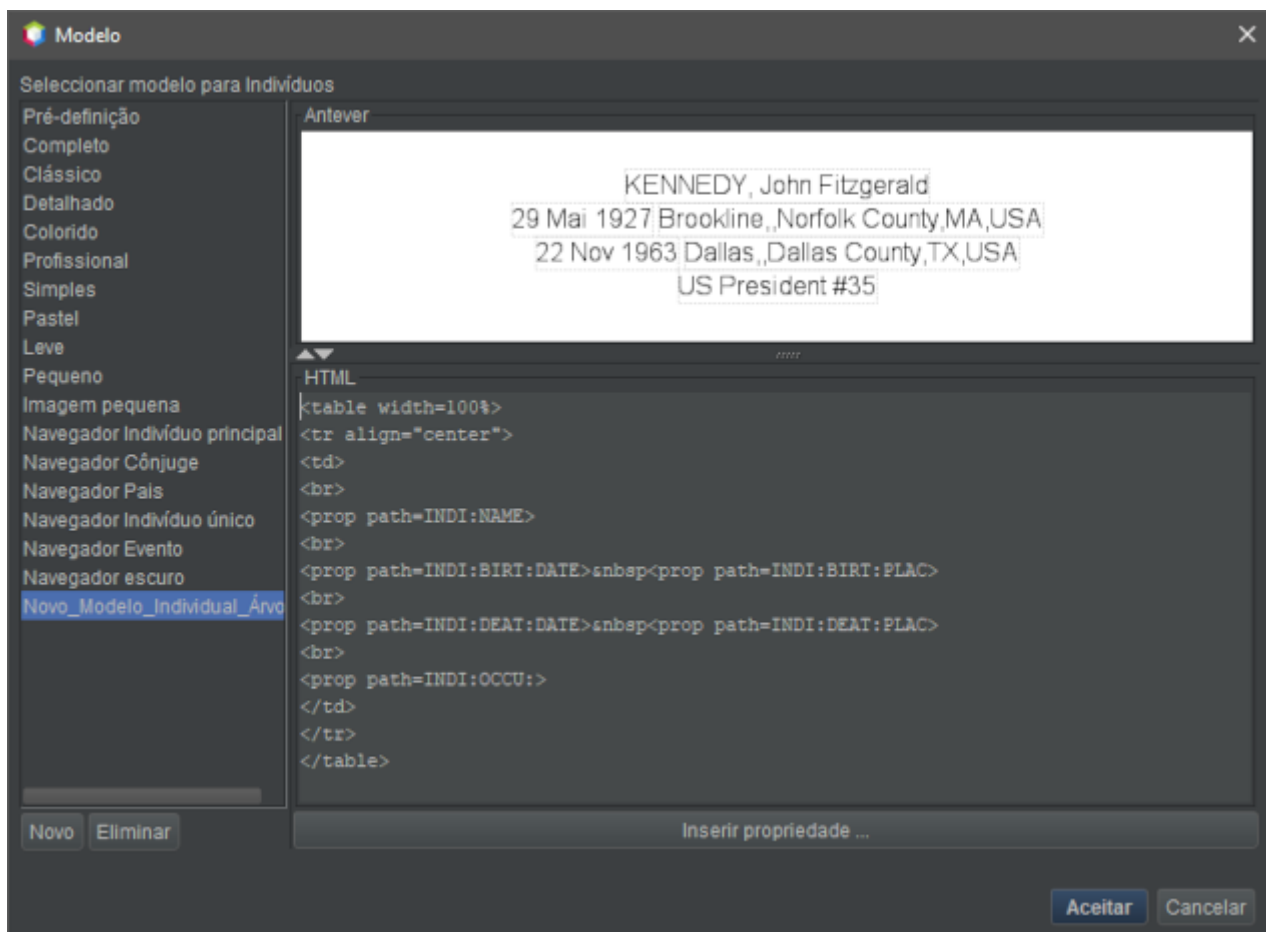 Modelo
Seleccionar modelo para Indivíduos
Pré-definição
Completo
Clássico
Detalhado
Colorido
Profissional
Simples
Pastel
Leve
Pequeno
Imagem pequena
Navegador Indivíduo principal
Navegador Cônjuge
Navegador Pais
Navegador Indivíduo único
Navegador Evento
Navegador escuro
Novo_Modelo_Individual_Árvo
Novo Eliminar
Antever
KENNEDY, John Fitzgerald
29 Mai 1927 Brookline,,Norfolk County,MA,USA
22 Nov 1963 Dallas,,Dallas County,TX,USA
US President #35
HTML
<table width=100%>
<tr align="center">
<td>
<br>
<prop path=INDI:NAME>
<br>
<prop path=INDI:BIRT:DATE>&nbsp<prop path=INDI:BIRT:PLAC>
<br>
<prop path=INDI:DEAT:DATE>&nbsp<prop path=INDI:DEAT:PLAC>
<br>
<prop path=INDI:OCCU:>
</td>
</tr>
</table>
Inserir propriedade ...
Aceitar Cancelar